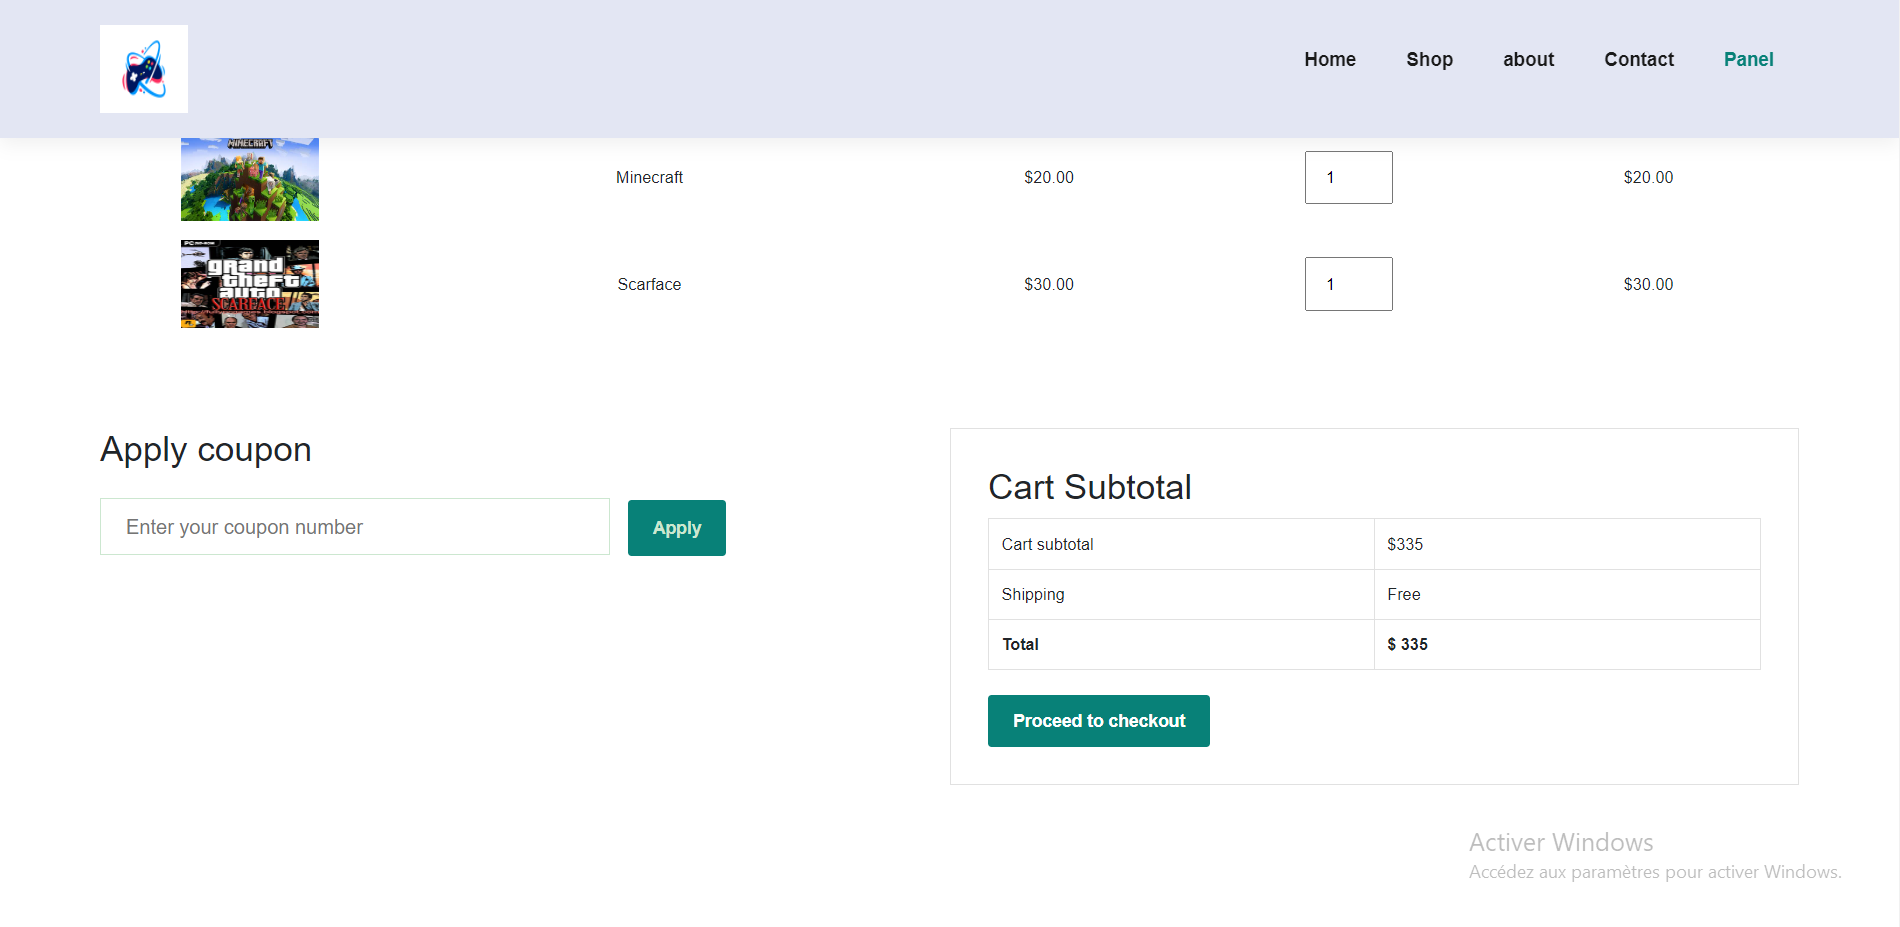 Home Shop about Contact Panel
MINECRAFT
Minecraft $20.00 1 $20.00
PC
grand
theft
auto
SCARFACE
Scarface $30.00 1 $30.00
Apply coupon
Enter your coupon number Apply
Cart Subtotal
Cart subtotal $335
Shipping Free
Total $ 335
Proceed to checkout
Activer Windows
Accédez aux paramètres pour activer Windows.